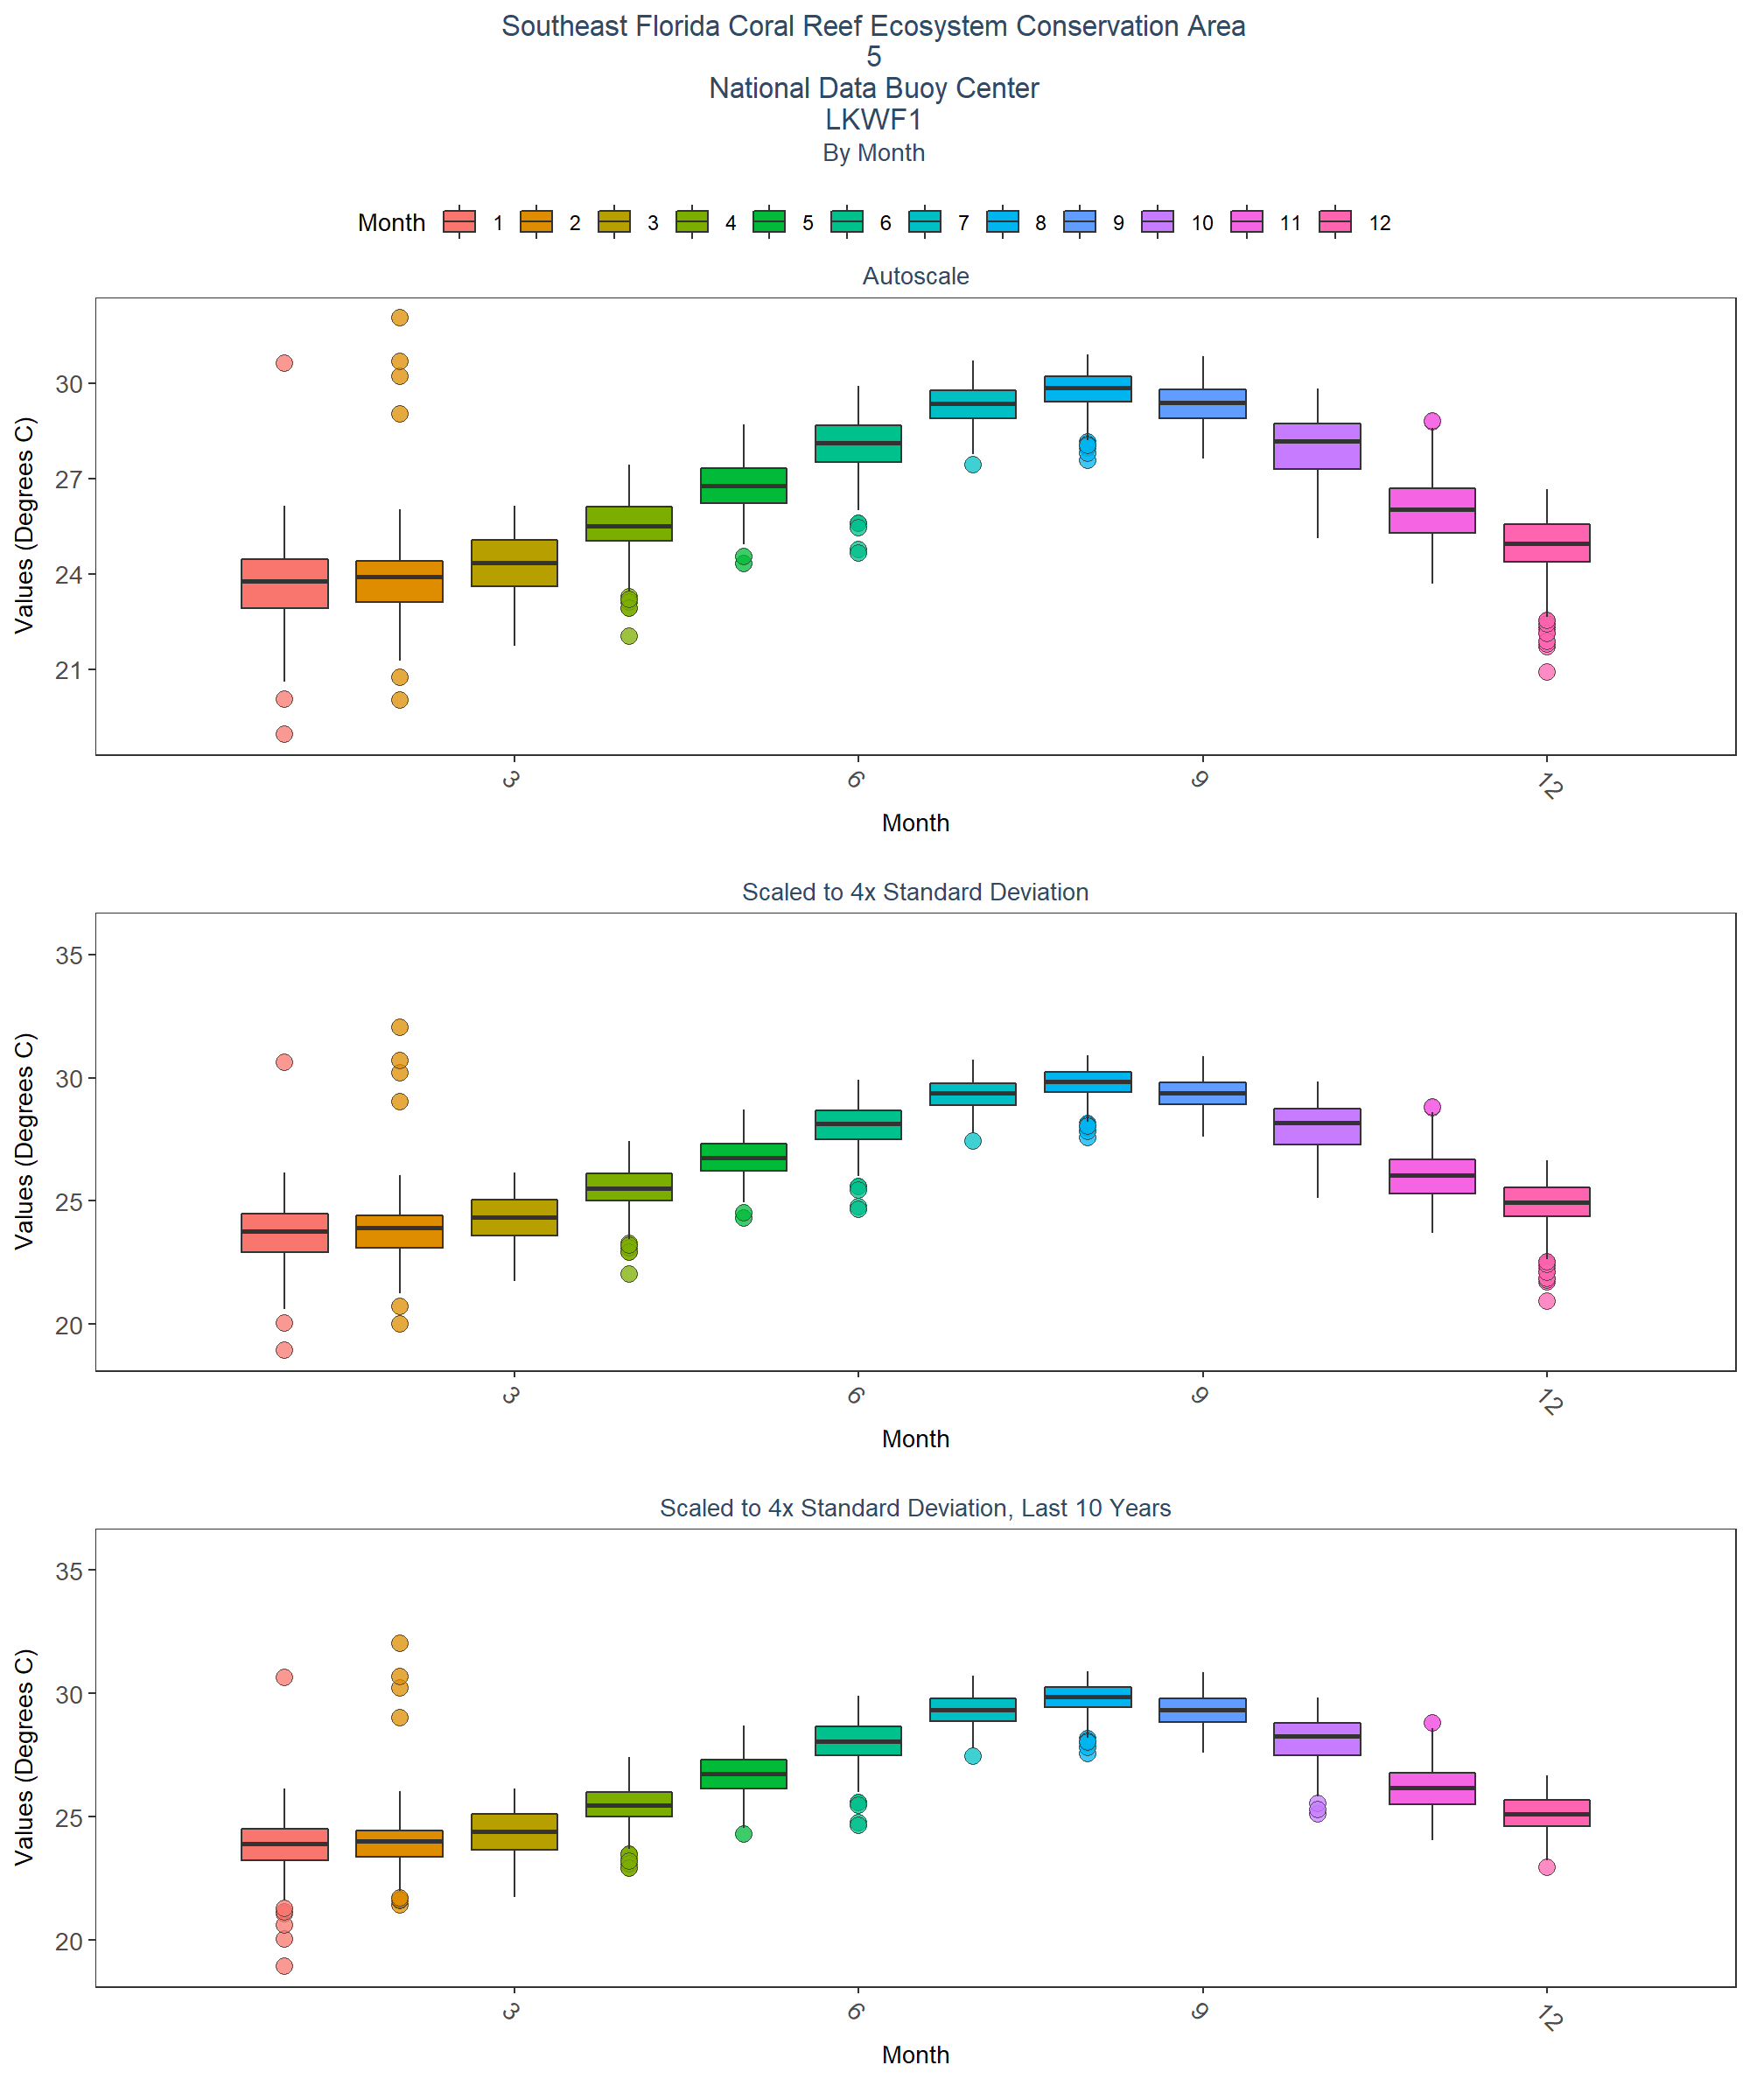 Southeast Florida Coral Reef Ecosystem Conservation Area
5
National Data Buoy Center
LKWF1
By Month
Month 1 2 3 4 5 6 7 8 9 10 11 12
Autoscale
Values (Degrees C)
30
27
24
21
3 6 9 12
Month
Scaled to 4x Standard Deviation
Values (Degrees C)
35
30
25
20
3 6 9 12
Month
Scaled to 4x Standard Deviation, Last 10 Years
Values (Degrees C)
35
30
25
20
3 6 9 12
Month